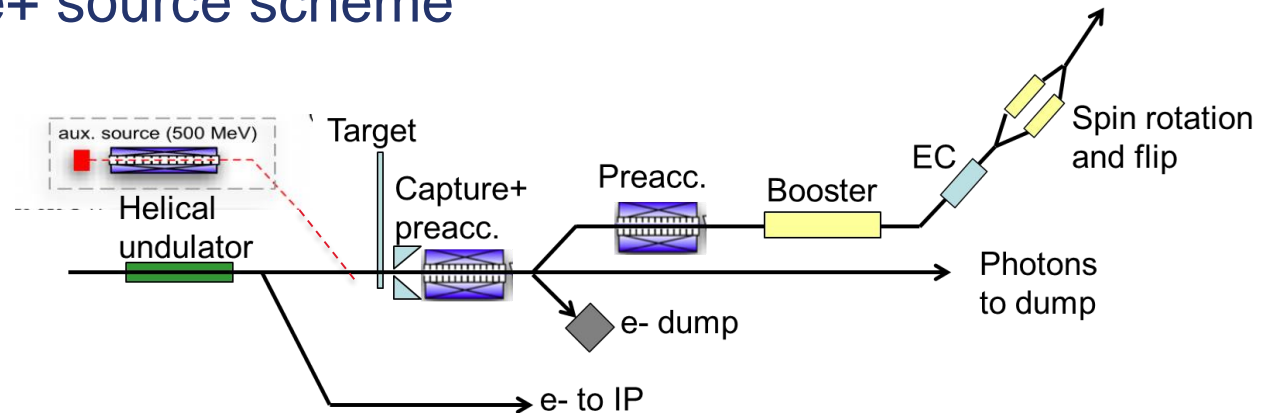 e+ source scheme
aux. source (500 MeV)
Target
Helical
undulator
Capture+
preacc.
Preacc.
Booster
EC
Spin rotation
and flip
Photons
to dump
e- dump
e- to IP